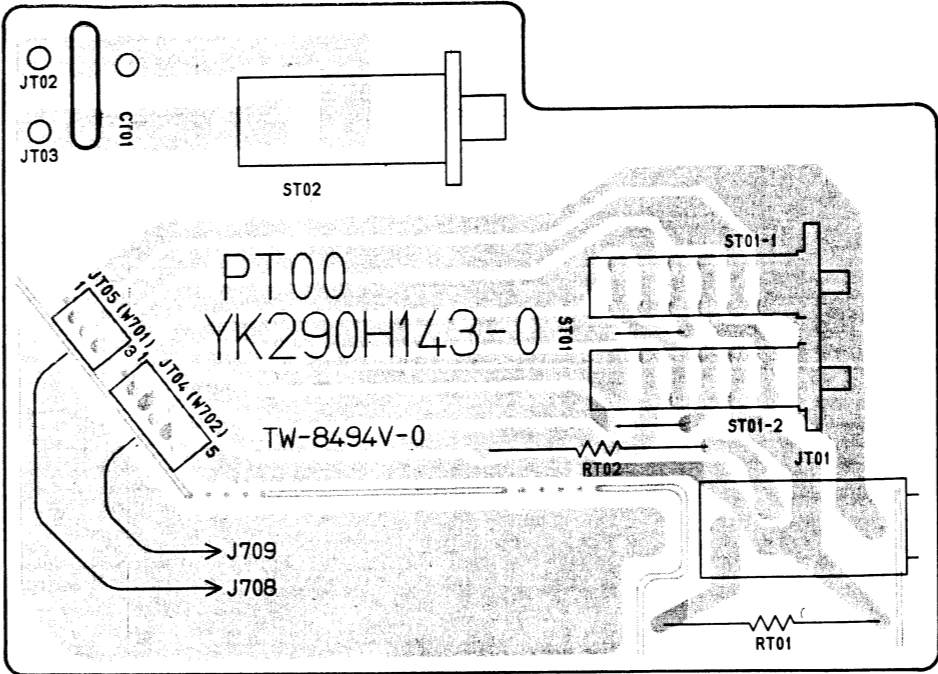 JT02
CT01
JT03
ST02
ST01-1
PT00
YK290H143-0
ST01
1
JT05 (W701)
3
1
JT04 (W702)
5
TW-8494V-0
ST01-2
JT01
RT02
J709
J708
RT01